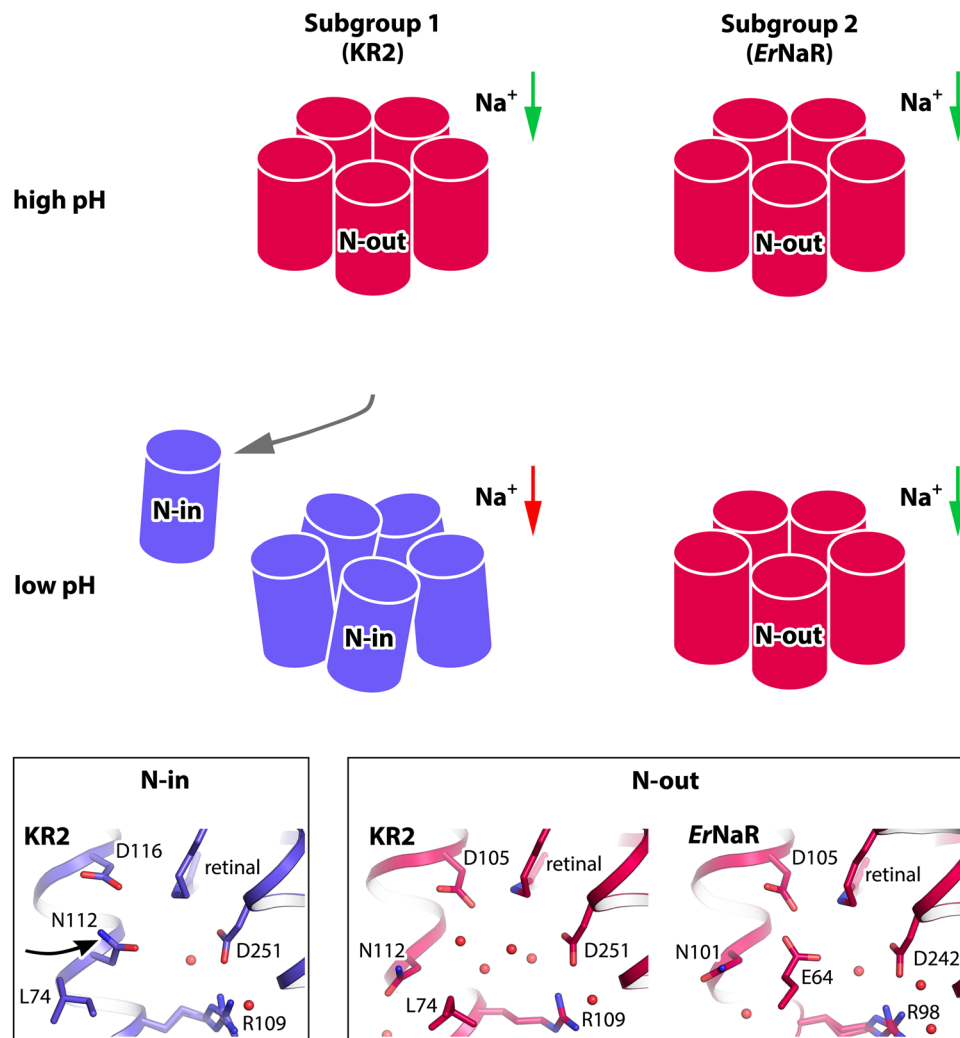 Subgroup 1
(KR2)
Subgroup 2
(ErNaR)
Na+
Na+
high pH
N-out
N-out
N-in
Na+
Na+
low pH
N-in
N-out
N-in
N-out
KR2
D116
retinal
N112
D251
L74
R109
KR2
D105
retinal
N112
D251
L74
R109
ErNaR
D105
retinal
N101
E64
D242
R98